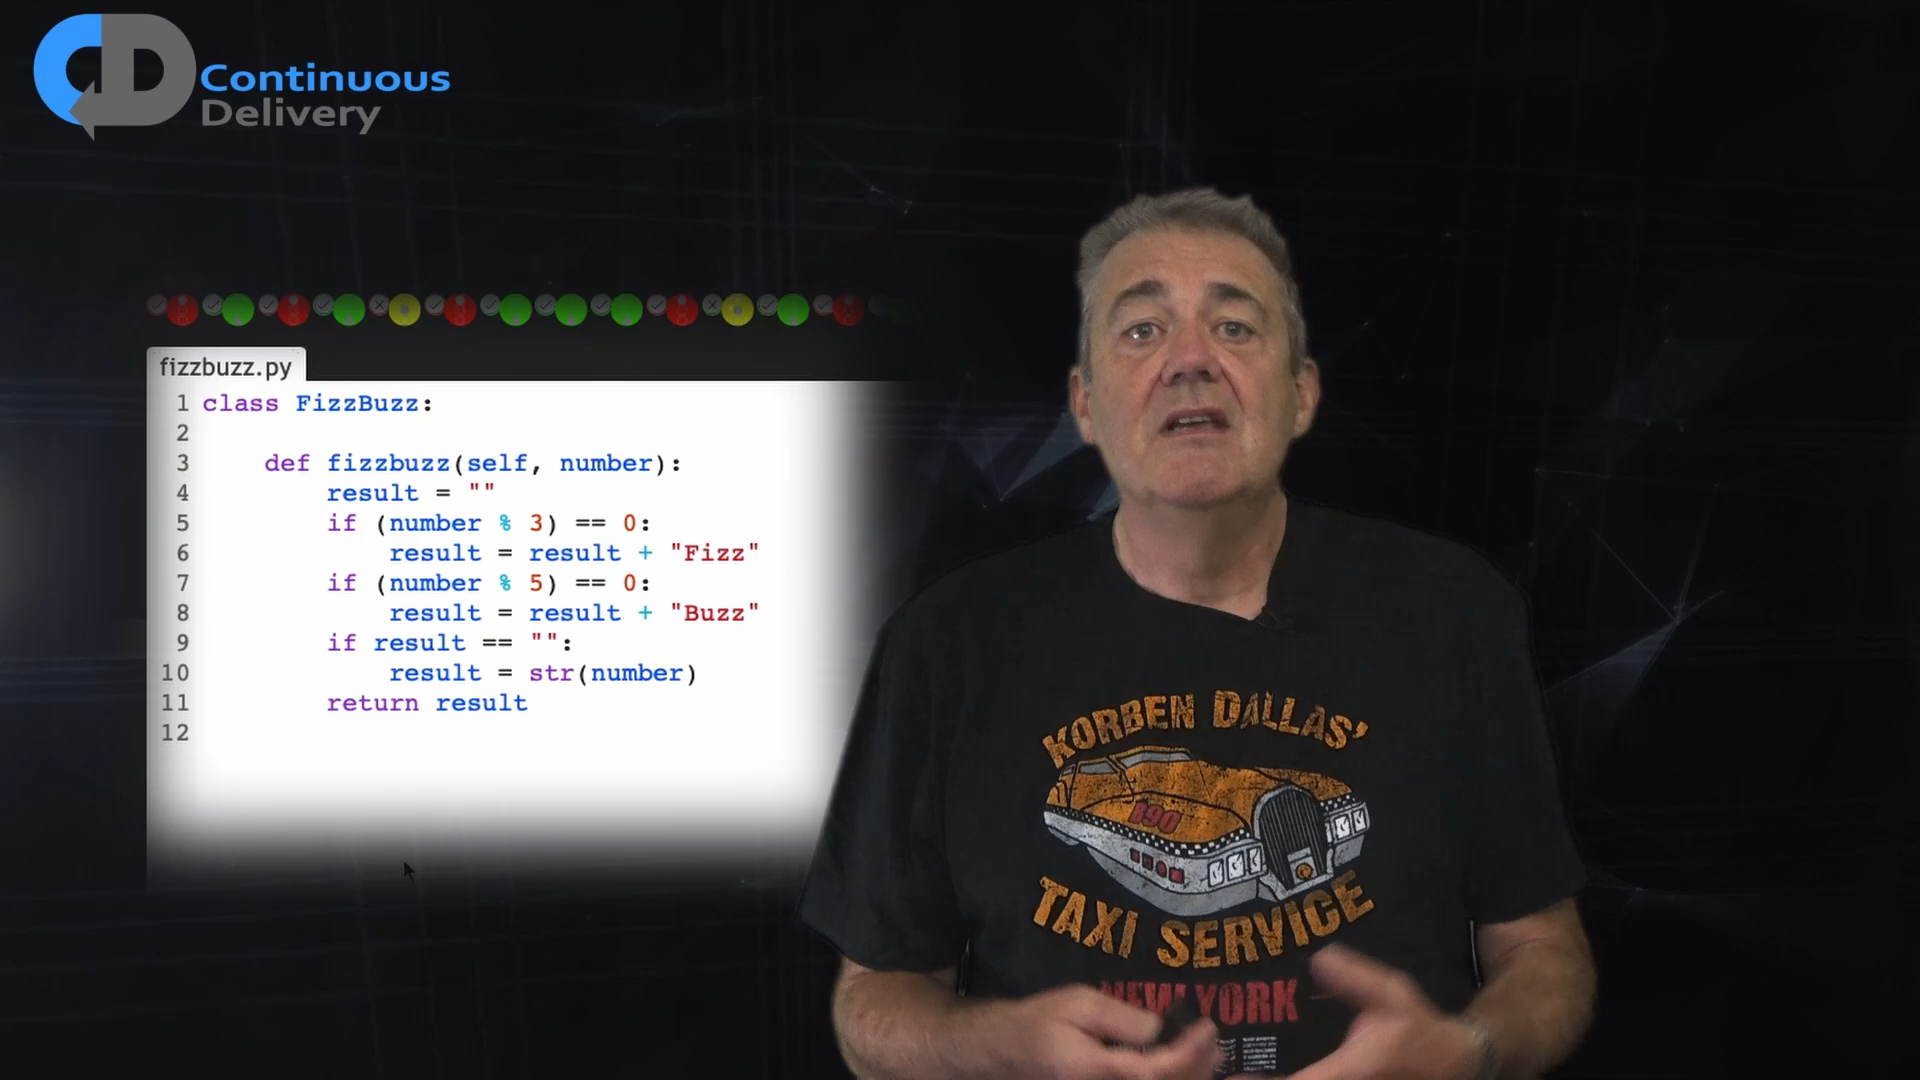 Continuous
Delivery
fizzbuzz.py
1 class FizzBuzz:
2
3     def fizzbuzz(self, number):
4         result = ""
5         if (number % 3) == 0:
6             result = result + "Fizz"
7         if (number % 5) == 0:
8             result = result + "Buzz"
9         if result == "":
10             result = str(number)
11         return result
12
KORBEN DALLAS'
TAXI SERVICE
NEW YORK